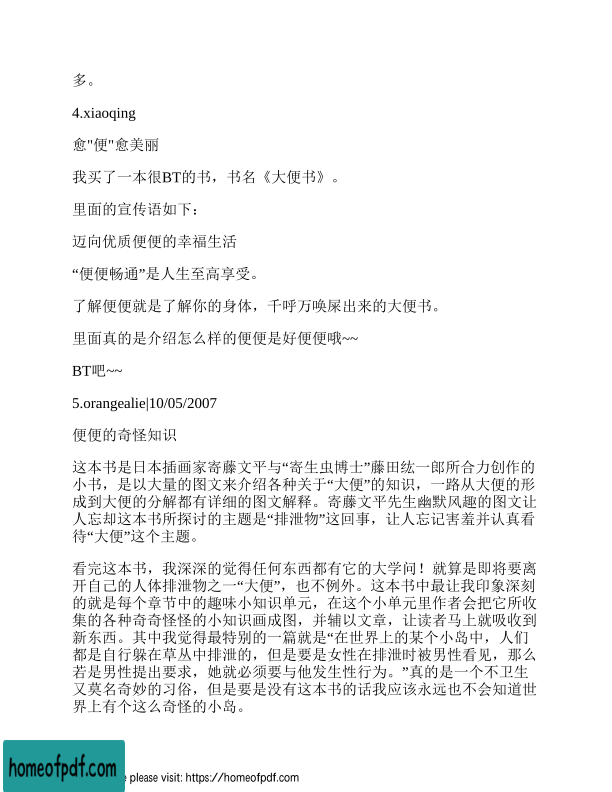 多。
4.xiaoqing
愈"便"愈美丽
我买了一本很BT的书，书名《大便书》。
里面的宣传语如下：
迈向优质便便的幸福生活
“便便畅通”是人生至高享受。
了解便便就是了解你的身体，千呼万唤屎出来的大便书。
里面真的是介绍怎么样的便便是好便便哦~~
BT吧~~
5.orangealie|10/05/2007
便便的奇怪知识
这本书是日本插画家寄藤文平与“寄生虫博士”藤田纮一郎所合力创作的
小书，是以大量的图文来介绍各种关于“大便”的知识，一路从大便的形
成到大便的分解都有详细的图文解释。寄藤文平先生幽默风趣的图文让
人忘却这本书所探讨的主题是“排泄物”这回事，让人忘记害羞并认真看
待“大便”这个主题。
看完这本书，我深深的觉得任何东西都有它的大学问！就算是即将要离
开自己的人体排泄物之一“大便”，也不例外。这本书中最让我印象深刻
的就是每个章节中的趣味小知识单元，在这个小单元里作者会把它所收
集的各种奇奇怪怪的小知识画成图，并辅以文章，让读者马上就吸收到
新东西。其中我觉得最特别的一篇就是“在世界上的某个小岛中，人们
都是自行躲在草丛中排泄的，但是要是女性在排泄时被男性看见，那么
若是男性提出要求，她就必须要与他发生性行为。”真的是一个不卫生
又莫名奇妙的习俗，但是要是没有这本书的话我应该永远也不会知道世
界上有个这么奇怪的小岛。
homeofpdf.com
e please visit: https://homeofpdf.com